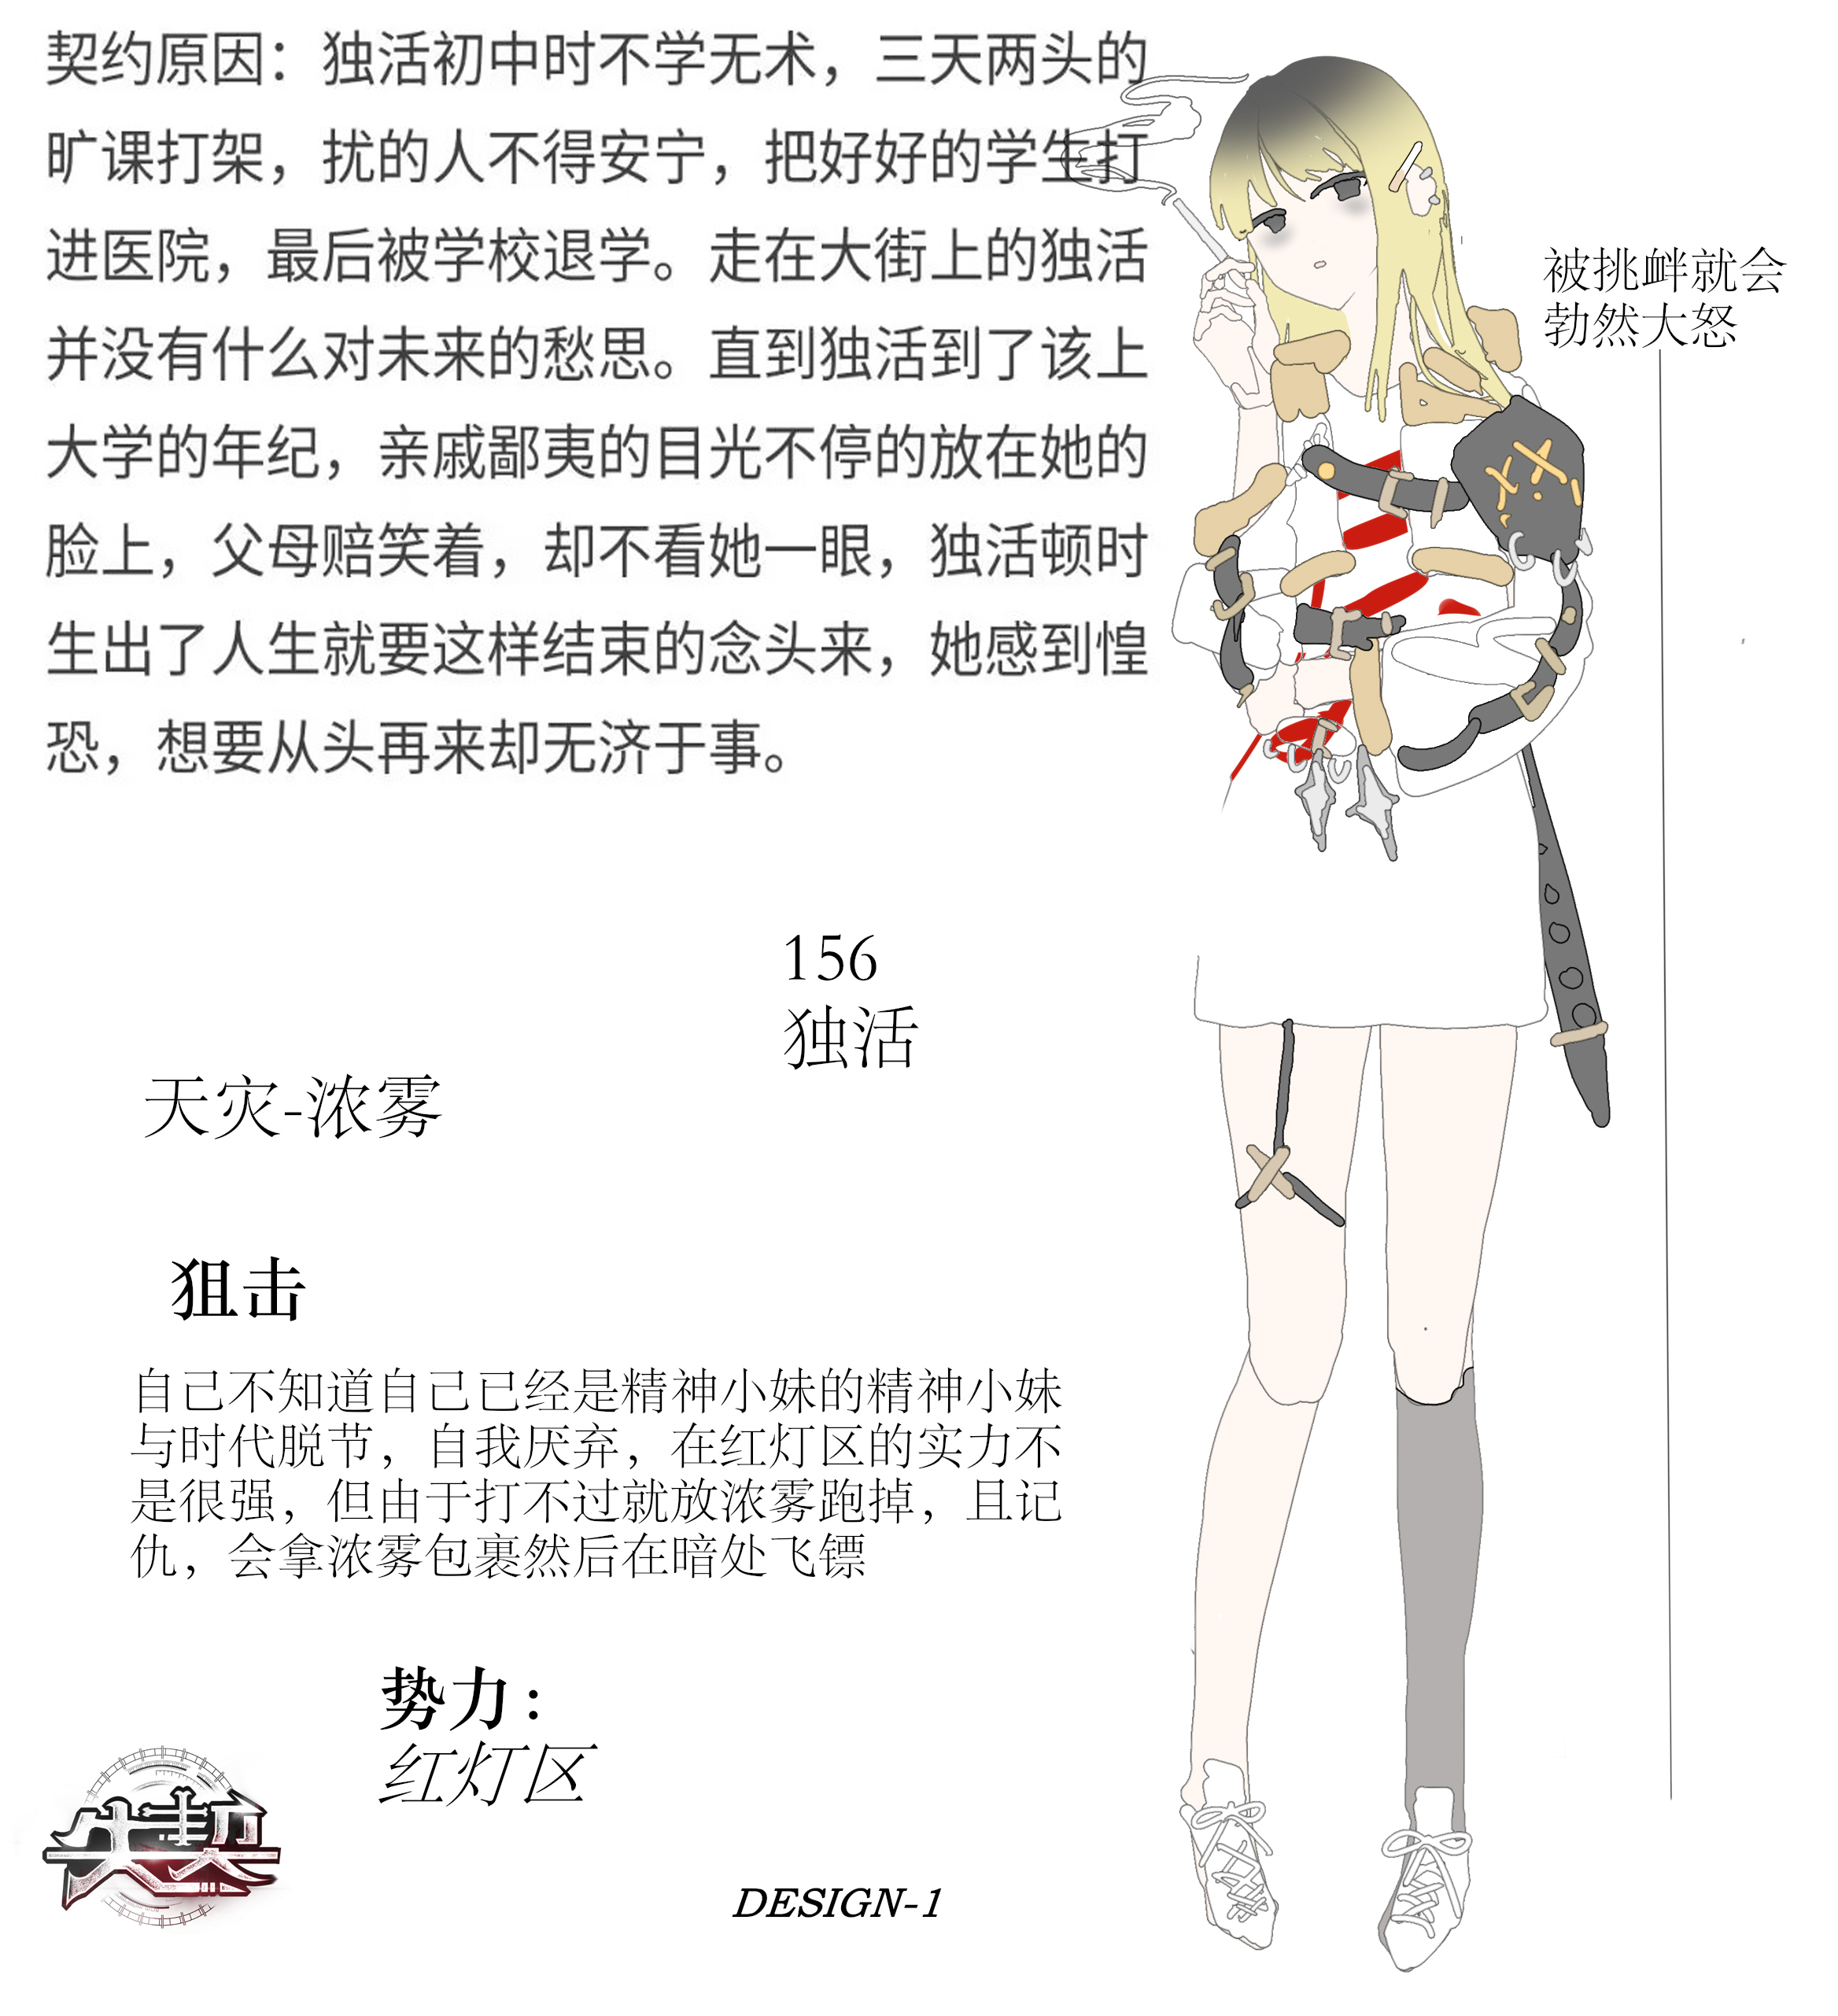 契约原因：独活初中时不学无术，三天两头的
旷课打架，扰的人不得安宁，把好好的学生打
进医院，最后被学校退学。走在大街上的独活
并没有什么对未来的愁思。直到独活到了该上
大学的年纪，亲戚鄙夷的目光不停的放在她的
脸上，父母赔笑着，却不看她一眼，独活顿时
生出了人生就要这样结束的念头来，她感到惶
恐，想要从头再来却无济于事。
被挑衅就会
勃然大怒
156
独活
天灾-浓雾
狙击
自己不知道自己已经是精神小妹的精神小妹
与时代脱节，自我厌弃，在红灯区的实力不
是很强，但由于打不过就放浓雾跑掉，且记
仇，会拿浓雾包裹然后在暗处飞镖
势力：
红灯区
失契
DESIGN-1